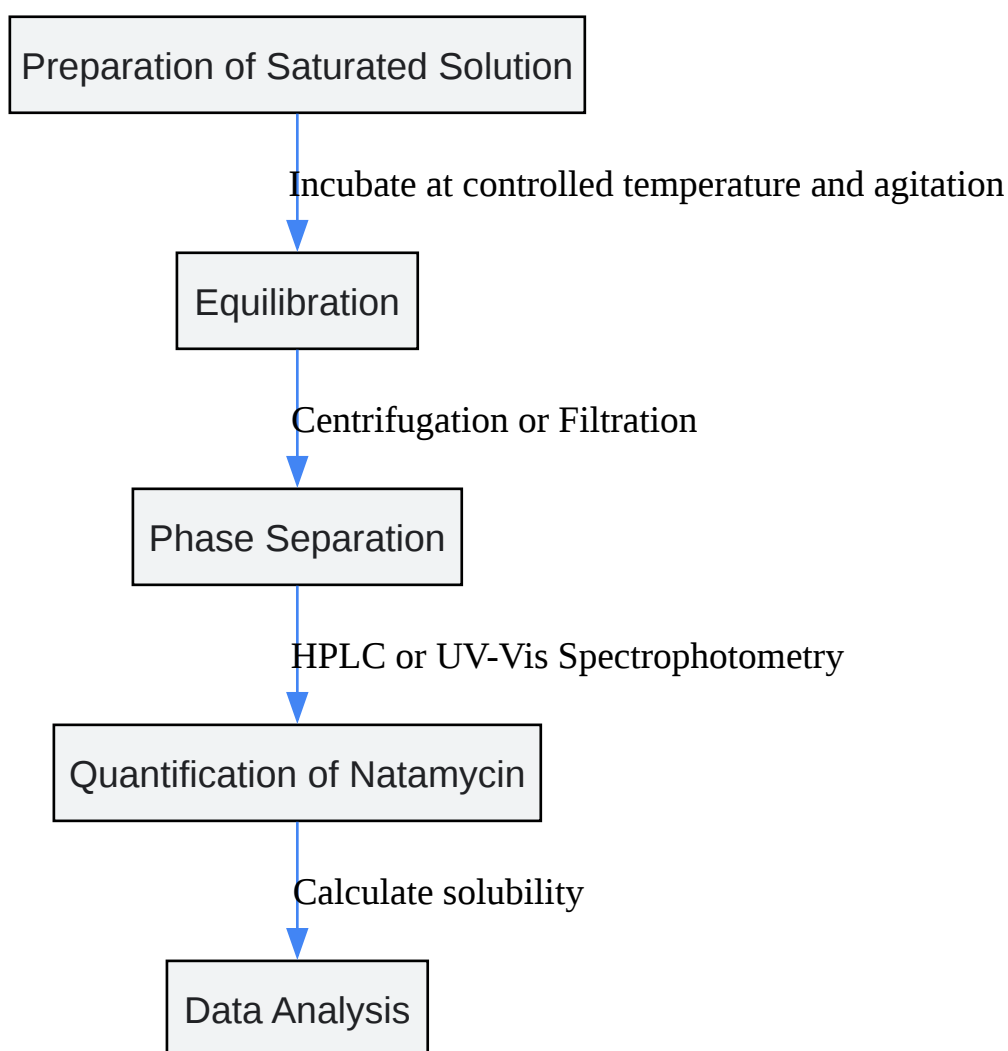 Preparation of Saturated Solution
Incubate at controlled temperature and agitation
Equilibration
Centrifugation or Filtration
Phase Separation
HPLC or UV-Vis Spectrophotometry
Quantification of Natamycin
Calculate solubility
Data Analysis